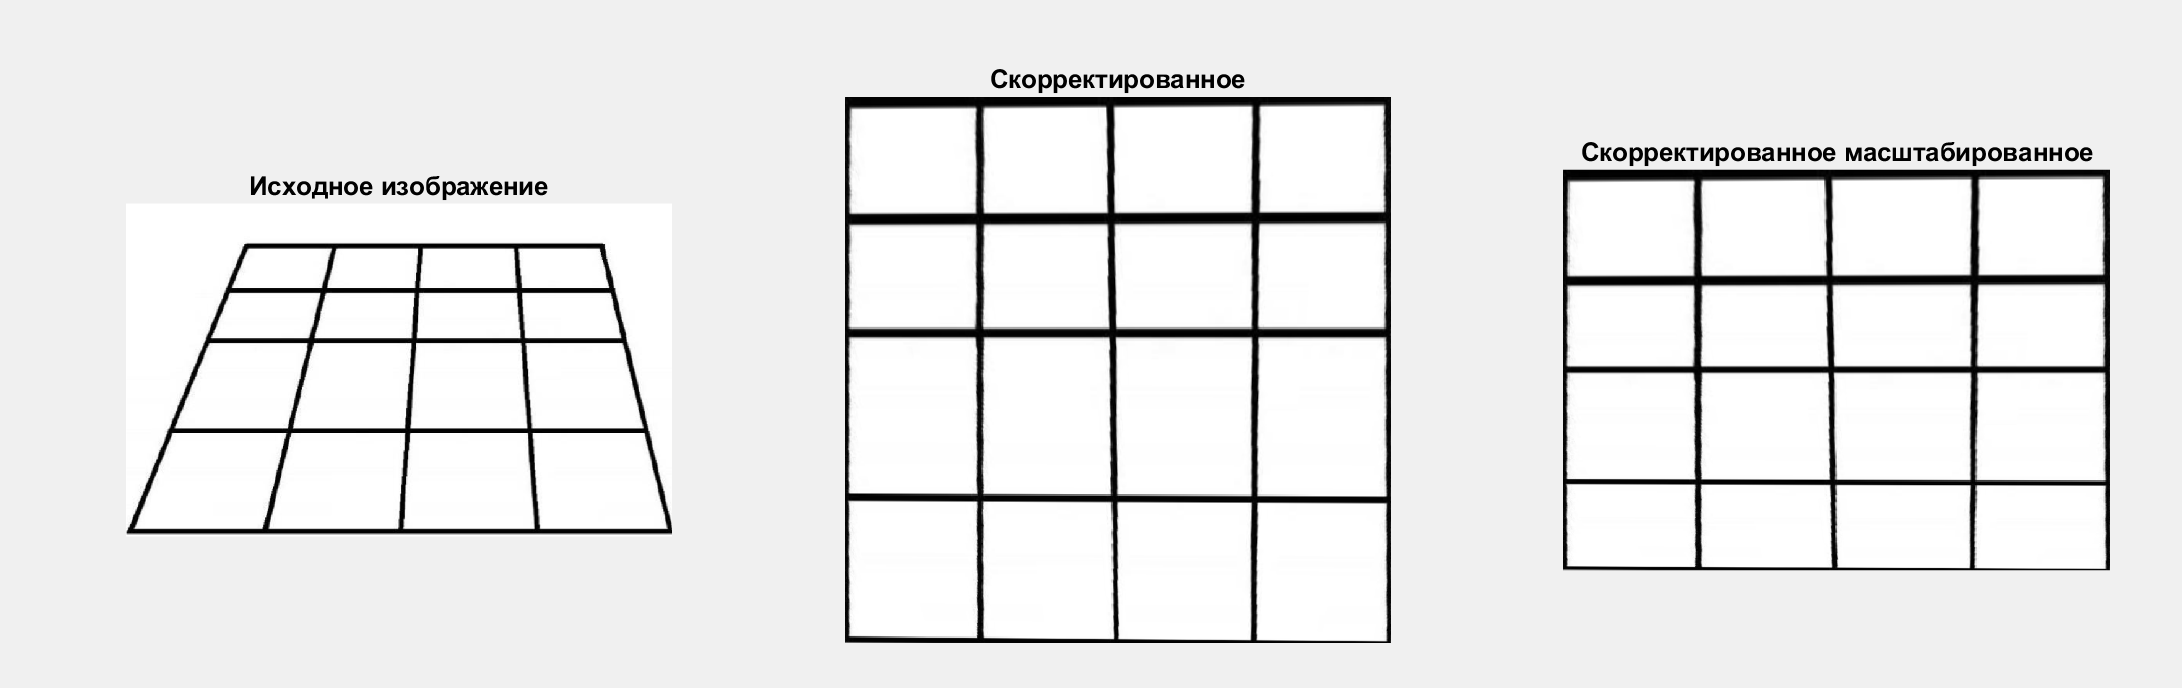 Исходное изображение
Скорректированное
Скорректированное масштабированное